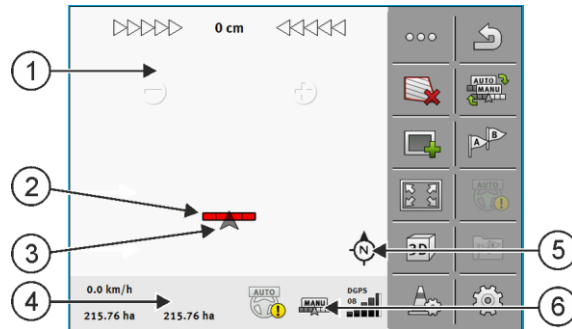 0 cm
1
AUTO
MANU
2
A B
AUTO
3
N
3D
5
4
0.0 km/h
AUTO
MANU
DGPS
08
6
215.76 ha
215.76 ha